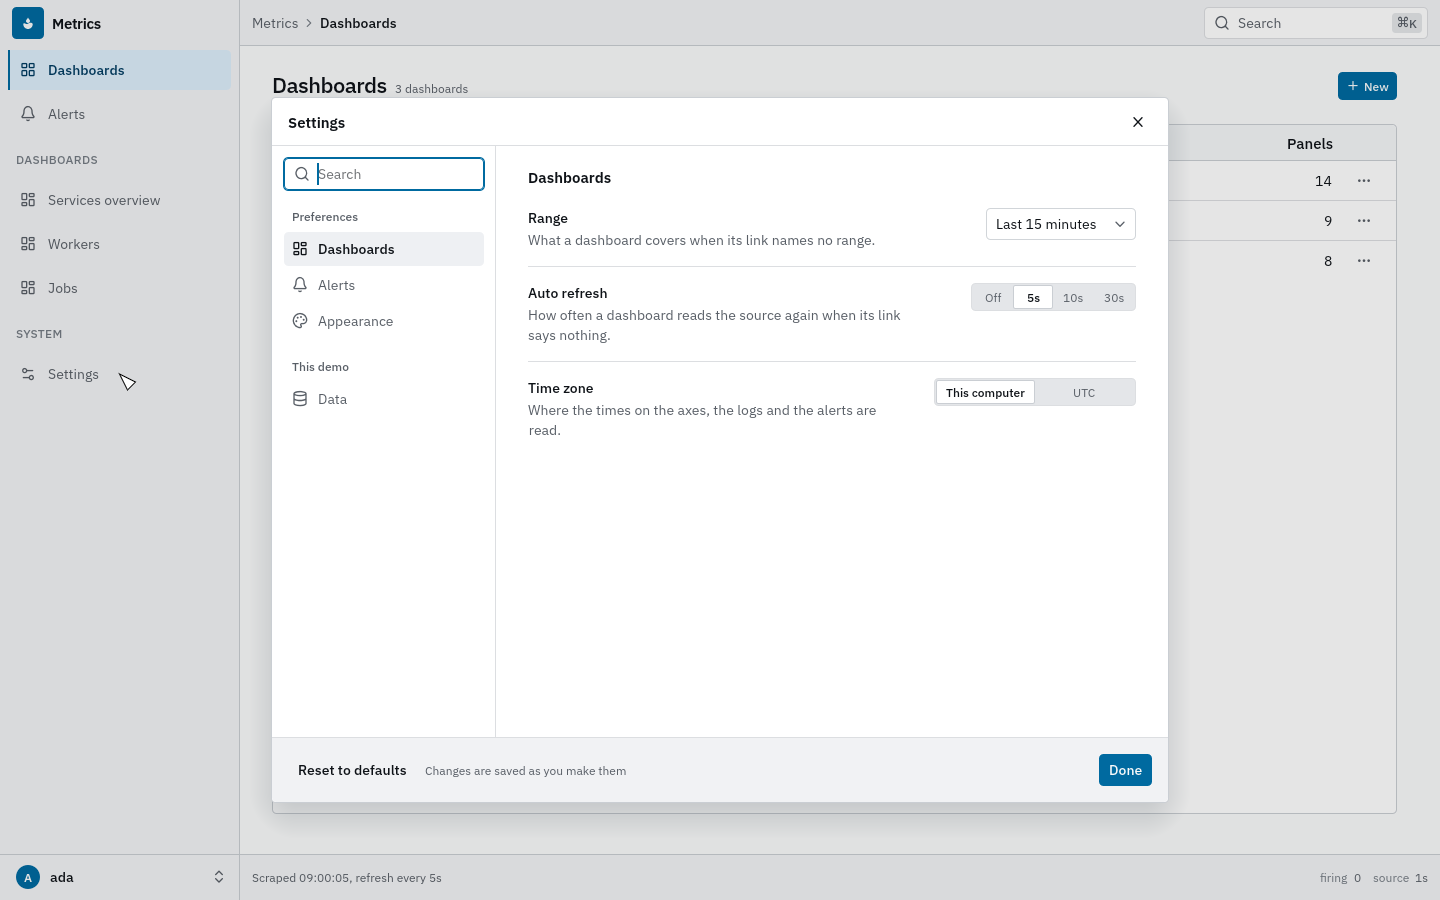 Metrics
Metrics > Dashboards
Search
⌘K
Dashboards
Alerts
DASHBOARDS
Services overview
Workers
Jobs
SYSTEM
Settings
Dashboards 3 dashboards
+ New
Panels
14
9
8
Settings
Search
Preferences
Dashboards
Alerts
Appearance
This demo
Data
Dashboards
Range
What a dashboard covers when its link names no range.
Last 15 minutes
Auto refresh
How often a dashboard reads the source again when its link
says nothing.
Off 5s 10s 30s
Time zone
Where the times on the axes, the logs and the alerts are
read.
This computer UTC
Reset to defaults
Changes are saved as you make them
Done
A ada
Scraped 09:00:05, refresh every 5s
firing 0 source 1s